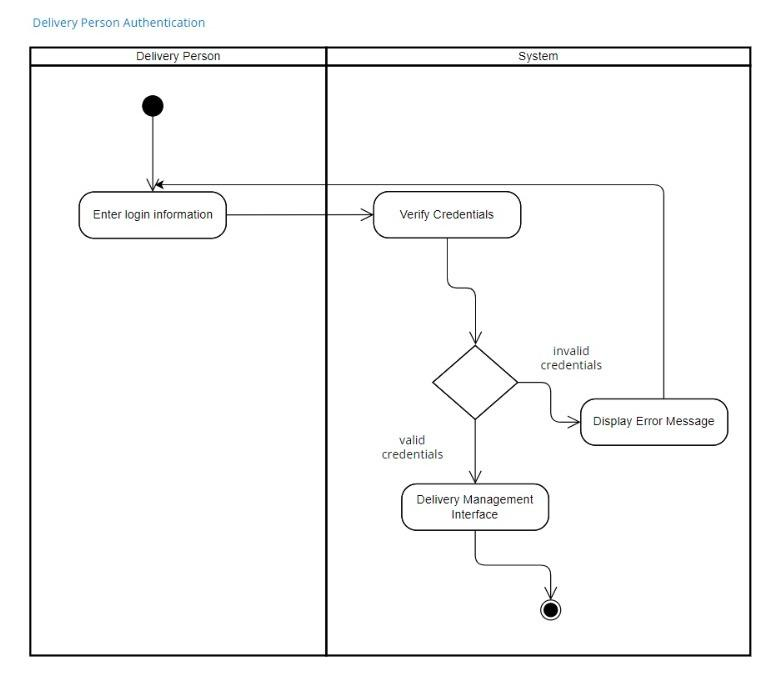 Delivery Person Authentication
Delivery Person
System
Enter login information
Verify Credentials
invalid
credentials
Display Error Message
valid
credentials
Delivery Management
Interface